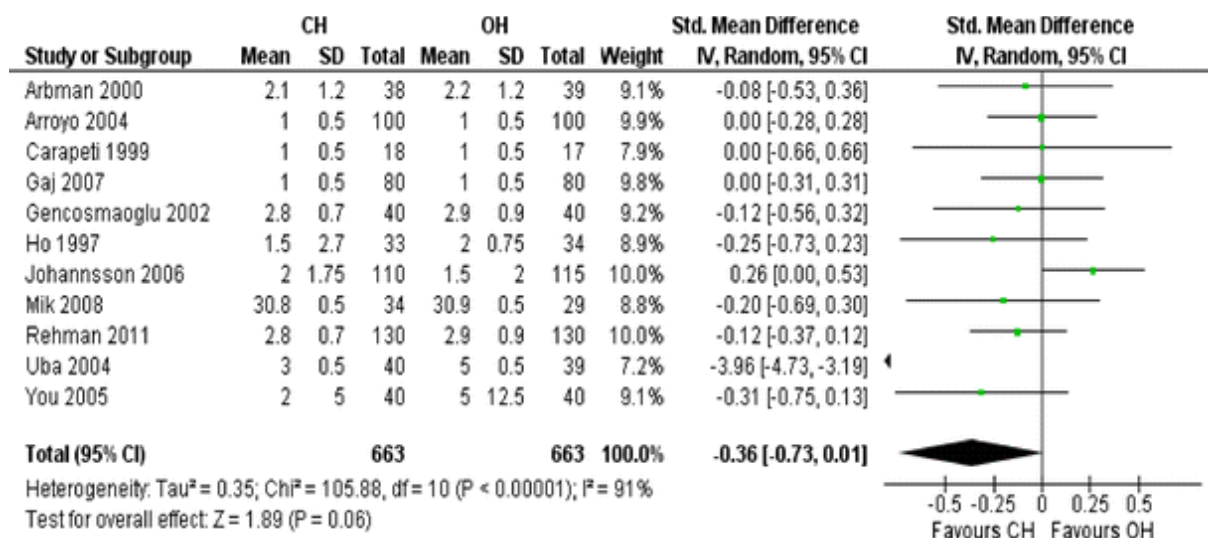 CH OH Std. Mean Difference Std. Mean Difference
Study or Subgroup Mean SD Total Mean SD Total Weight IV, Random, 95% CI IV, Random, 95% CI
Arbman 2000 2.1 1.2 38 2.2 1.2 39 9.1% -0.08 [-0.53, 0.36]
Arroyo 2004 1 0.5 100 1 0.5 100 9.9% 0.00 [-0.28, 0.28]
Carapeti 1999 1 0.5 18 1 0.5 17 7.9% 0.00 [-0.66, 0.66]
Gaj 2007 1 0.5 80 1 0.5 80 9.8% 0.00 [-0.31, 0.31]
Gencosmaoglu 2002 2.8 0.7 40 2.9 0.9 40 9.2% -0.12 [-0.56, 0.32]
Ho 1997 1.5 2.7 33 2 0.75 34 8.9% -0.25 [-0.73, 0.23]
Johannsson 2006 2 1.75 110 1.5 2 115 10.0% 0.26 [0.00, 0.53]
Mik 2008 30.8 0.5 34 30.9 0.5 29 8.8% -0.20 [-0.69, 0.30]
Rehman 2011 2.8 0.7 130 2.9 0.9 130 9.4% -0.12 [-0.37, 0.12]
Uba 2004 3 0.5 40 5 0.5 39 7.2% -3.96 [-4.73, -3.19]
You 2005 2 5 40 5 12.5 40 9.1% -0.31 [-0.75, 0.13]
Total (95% CI) 663 663 100.0% -0.36 [-0.73, 0.01]
Heterogeneity: Tau² = 0.35; Chi² = 105.88, df = 10 (P < 0.00001); I² = 91%
Test for overall effect: Z = 1.89 (P = 0.06)
-0.5 -0.25 0 0.25 0.5
Favours CH Favours OH